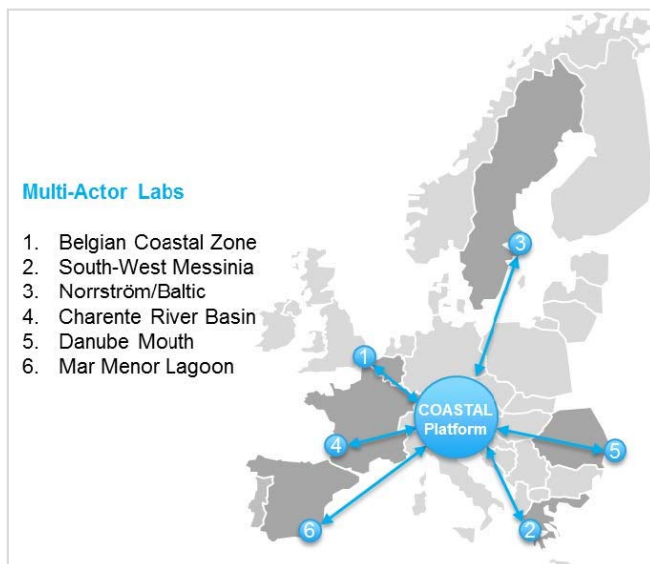 Multi-Actor Labs
1. Belgian Coastal Zone
2. South-West Messinia
3. Norrström/Baltic
4. Charente River Basin
5. Danube Mouth
6. Mar Menor Lagoon
3
1
COASTAL
Platform
4
5
6
2